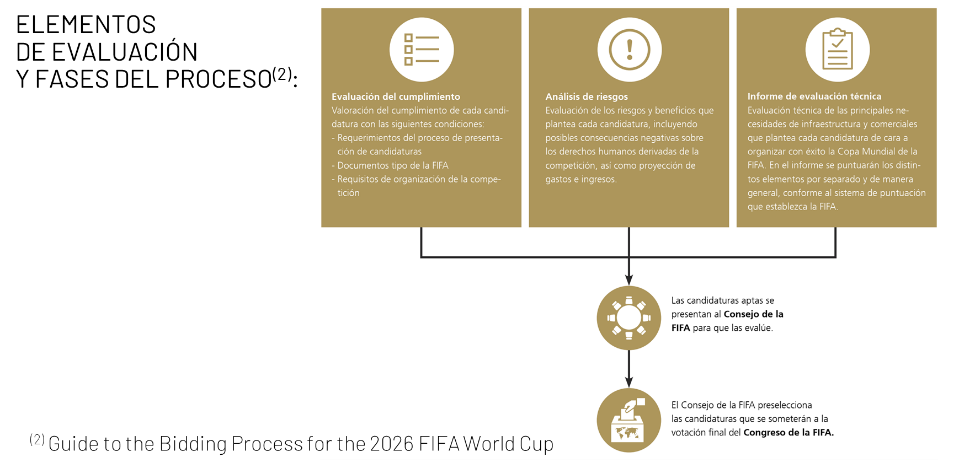 ELEMENTOS
DE EVALUACIÓN
Y FASES DEL PROCESO(2):
Evaluación del cumplimiento
Valoración del cumplimiento de cada candi-
datura con las siguientes condiciones:
- Requerimientos del proceso de presenta-
ción de candidaturas
- Documentos tipo de la FIFA
- Requisitos de organización de la compe-
tición
Análisis de riesgos
Evaluación de los riesgos y beneficios que
plantea cada candidatura, incluyendo
posibles consecuencias negativas sobre
los derechos humanos derivadas de la
competición, así como proyección de
gastos e ingresos.
Informe de evaluación técnica
Evaluación técnica de las principales ne-
cesidades de infraestructura y comerciales
que plantea cada candidatura de cara a
organizar con éxito la Copa Mundial de la
FIFA. En el informe se puntuarán los distin-
tos elementos por separado y de manera
general, conforme al sistema de puntuación
que establezca la FIFA.
Las candidaturas aptas se
presentan al Consejo de la
FIFA para que las evalúe.
El Consejo de la FIFA preselecciona
las candidaturas que se someterán a la
votación final del Congreso de la FIFA.
(2) Guide to the Bidding Process for the 2026 FIFA World Cup